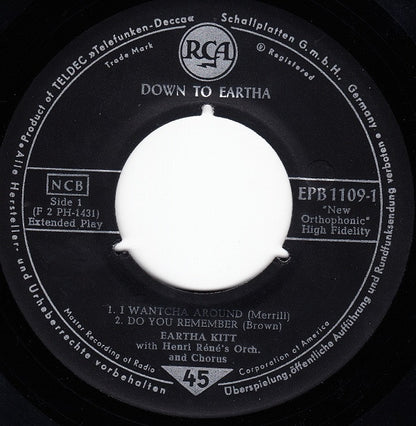 Product of TELDEC »Telefunken-Decca« Schallplatten G.m.b.H., Germany
Trade Mark
RCA
® Registered
DOWN TO EARTHA
NCB
Side 1
(F 2 PH-1431)
Extended Play
EPB 1109-1
"New
Orthophonic"
High Fidelity
1. I WANTCHA AROUND (Merrill)
2. DO YOU REMEMBER (Brown)
EARTHA KITT
with Henri Réné's Orch.
and Chorus
Master Recording of Radio Corporation of America
45
Alle Hersteller- und Urheberrechte vorbehalten
Überspielung, öffentliche Aufführung und Rundfunksendung verboten